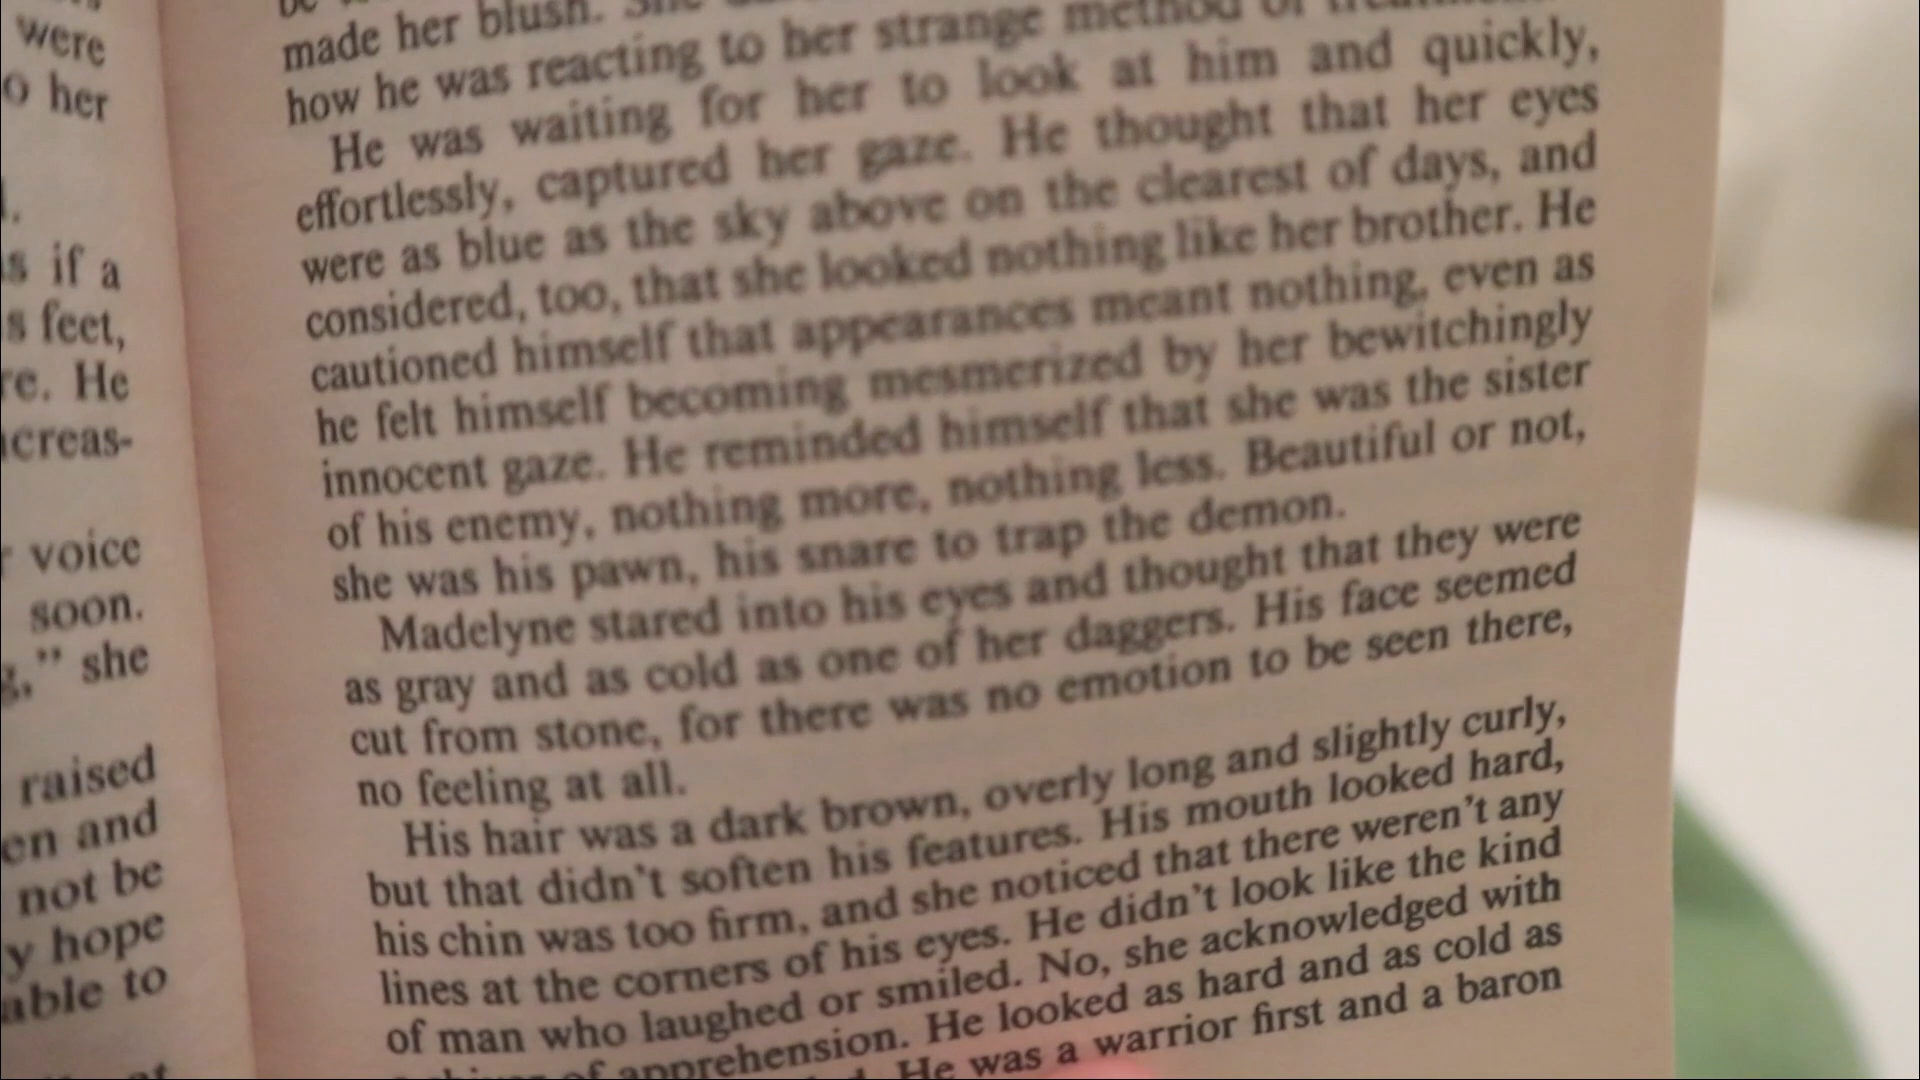 were
her
if a
feet,
He
creas-
voice
soon.
," she
raised
and
not be
hope
able to
made her blush. She
how he was reacting to her strange method of
He was waiting for her to look at him and quickly,
effortlessly, captured her gaze. He thought that her eyes
were as blue as the sky above on the clearest of days, and
considered, too, that she looked nothing like her brother. He
cautioned himself that appearances meant nothing, even as
he felt himself becoming mesmerized by her bewitchingly
innocent gaze. He reminded himself that she was the sister
of his enemy, nothing more, nothing less. Beautiful or not,
she was his pawn, his snare to trap the demon.
Madelyne stared into his eyes and thought that they were
as gray and as cold as one of her daggers. His face seemed
cut from stone, for there was no emotion to be seen there,
no feeling at all.
His hair was a dark brown, overly long and slightly curly,
but that didn't soften his features. His mouth looked hard,
his chin was too firm, and she noticed that there weren't any
lines at the corners of his eyes. He didn't look like the kind
of man who laughed or smiled. No, she acknowledged with
of apprehension. He looked as hard and as cold as
He was a warrior first and a baron